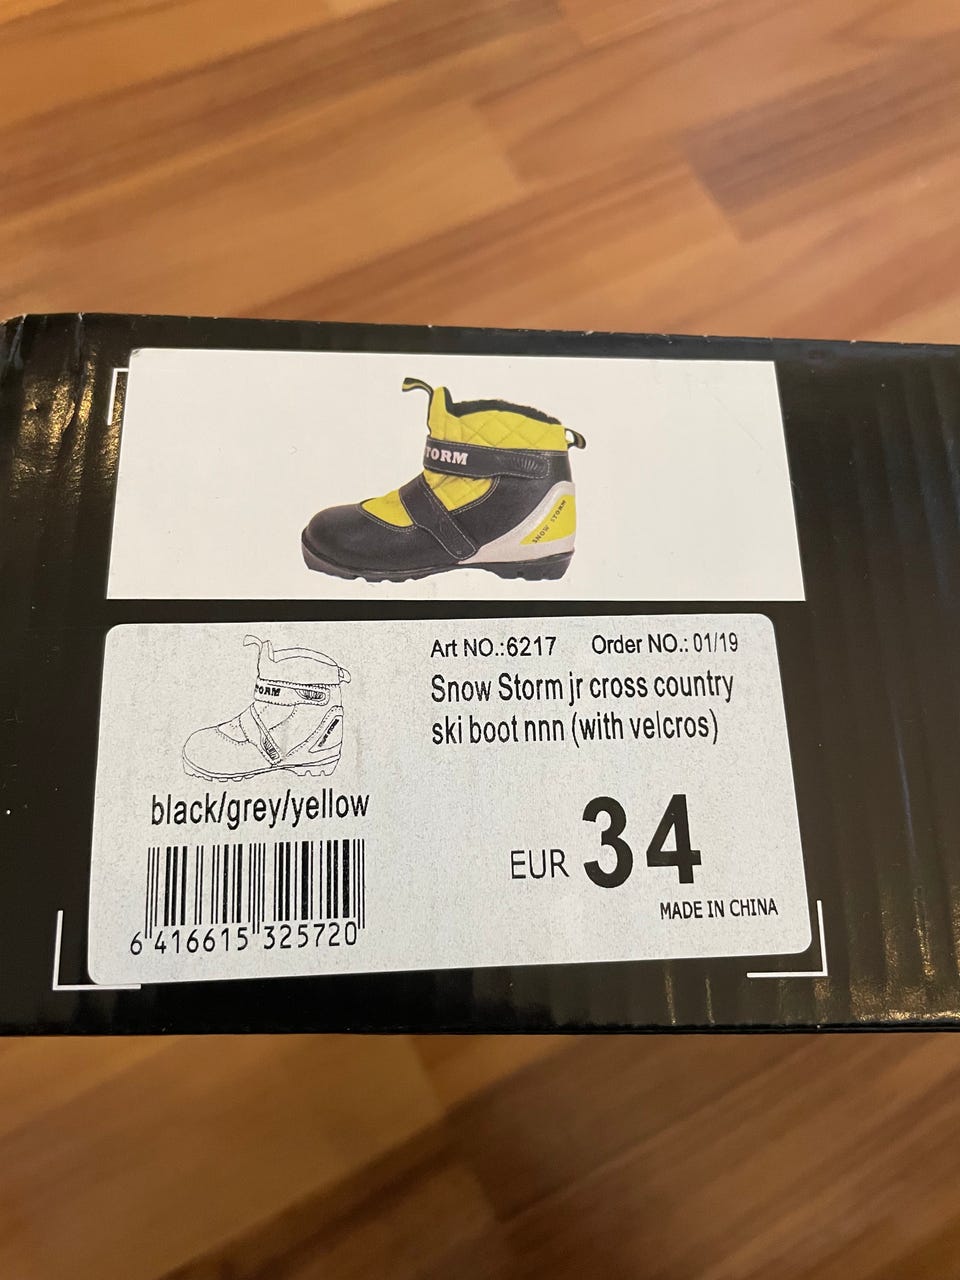 TORM
SNOW STORM
Art NO.:6217 Order NO.: 01/19
Snow Storm jr cross country
ski boot nnn (with velcros)
TORM
black/grey/yellow
EUR 34
MADE IN CHINA
6 416615 325720